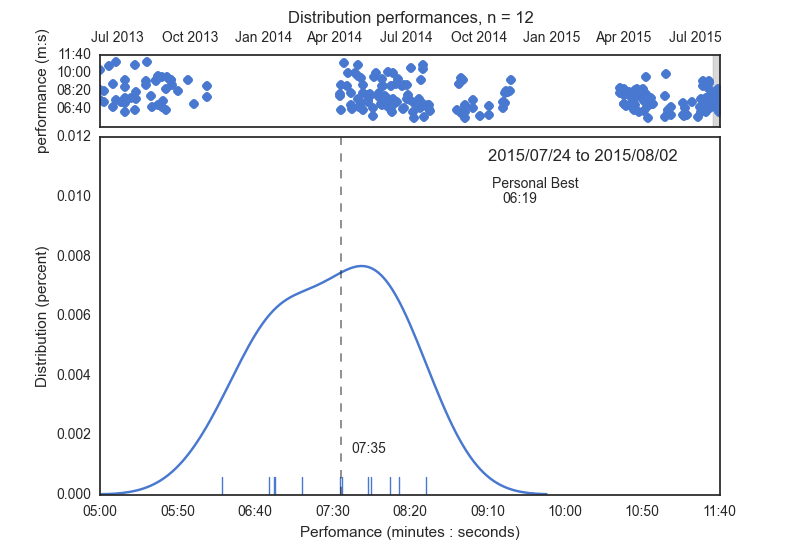 Distribution performances, n = 12
Jul 2013 Oct 2013 Jan 2014 Apr 2014 Jul 2014 Oct 2014 Jan 2015 Apr 2015 Jul 2015
performance (m:s)
11:40
10:00
08:20
06:40
Distribution (percent)
0.012
0.010
0.008
0.006
0.004
0.002
0.000
2015/07/24 to 2015/08/02
Personal Best
06:19
07:35
05:00 05:50 06:40 07:30 08:20 09:10 10:00 10:50 11:40
Perfomance (minutes : seconds)